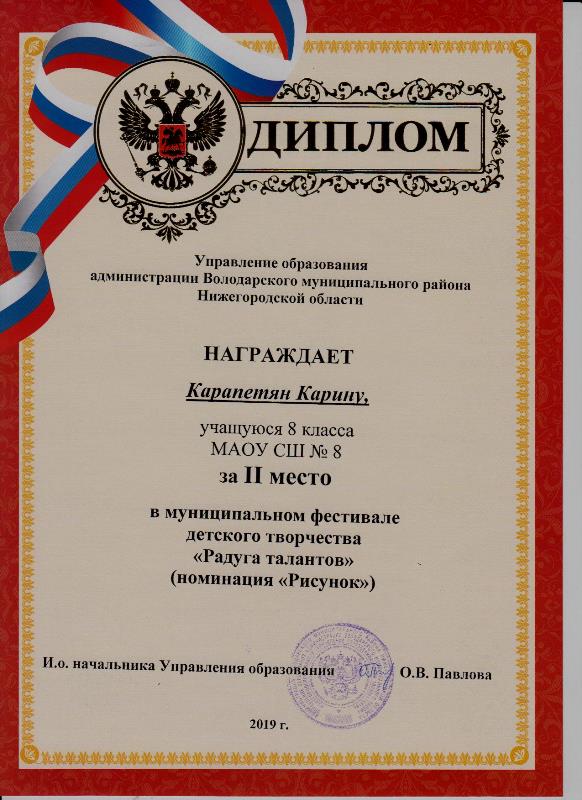 ДИПЛОМ
Управление образования
администрации Володарского муниципального района
Нижегородской области
НАГРАЖДАЕТ
Карапетян Карину,
учащуюся 8 класса
МАОУ СШ № 8
за II место
в муниципальном фестивале
детского творчества
«Радуга талантов»
(номинация «Рисунок»)
И.о. начальника Управления образования О.В. Павлова
2019 г.